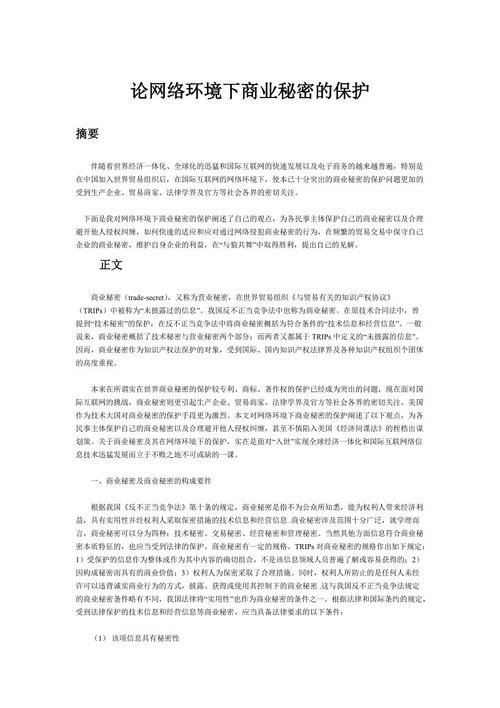 论网络环境下商业秘密的保护
摘要
伴随着世界经济一体化、全球化的迅猛和国际互联网的快速发展以及电子商务的越来越普遍，特别是
在中国加入世界贸易组织后，在国际互联网的网络环境下，使本已十分突出的商业秘密的保护问题更加的
受到生产企业、贸易商家、法律学界及官方等社会各界的密切关注。
下面是我对网络环境下商业秘密的保护阐述了自己的观点，为各民事主体保护自己的商业秘密以及合理
避开他人侵权纠缠，如何快速的适应和应对通过网络侵犯商业秘密的行为，在频繁的贸易交易中保守自己
企业的商业秘密，维护自身企业的利益，在“与狼共舞”中取得胜利，提出自己的见解。
正文
商业秘密（trade-secret），又称为营业秘密，在世界贸易组织《与贸易有关的知识产权协议》
（TRIPs）中被称为“未披露过的信息”。我国反不正当竞争法中也称为商业秘密。在原技术合同法中，曾
提到“技术秘密”的保护，在反不正当竞争法中将商业秘密概括为符合条件的“技术信息和经营信息”。一般
说来，商业秘密概括了技术秘密与营业秘密两个部分；而两者又都属于TRIPs中定义的“未披露的信息”。
因而，商业秘密作为知识产权法保护的对象，受到国际、国内知识产权法律界及各种知识产权组织个团体
的高度重视。
本来在所谓实在世界商业秘密的保护较专利、商标、著作权的保护已经成为突出的问题，现在面对国
际互联网的挑战，商业秘密则更引起生产企业、贸易商家、法律学界及官方等社会各界的密切关注。美国
作为技术大国对商业秘密的保护手段更为激烈。本文对网络环境下商业秘密的保护阐述了以下观点，为各
民事主体保护自己的商业秘密以及合理避开他人侵权纠缠，甚至不慎陷入美国《经济间谍法》的桎梏出谋
划策。关于商业秘密及其在网络环境下的保护，实在是面对“入世”实现全球经济一体化和国际互联网络信
息技术迅猛发展而立于不败之地不可或缺的一课。
一、商业秘密及商业秘密的构成要件
根据我国《反不正当竞争法》第十条的规定，商业秘密是指不为公众所知悉，能为权利人带来经济利
益，具有实用性并经权利人采取保密措施的技术信息和经营信息.商业秘密涉及范围十分广泛，就学理而
言，商业秘密可以分为四种：技术秘密、交易秘密、经营秘密和管理秘密。当然其他方面信息符合商业秘
密本质特征的，也应当受到法律的保护。商业秘密有一定的规格。TRIPs对商业秘密的规格作出如下规定：
1）受保护的信息作为整体或作为其中内容的确切组合，不是该信息领域人员普遍了解或容易获得的；2）
因构成秘密而具有的商业价值；3）权利人为保密采取了合理措施。同时，权利人所防止的是任何人未经
许可以违背诚实商业行为的方式，披露、获得或使用其控制下的商业秘密.这与我国反不正当竞争法规定
的商业秘密条件略有不同，我国法律将“实用性”也作为商业秘密的条件之一。根据法律和国际条约的规定，
受到法律保护的技术信息和经营信息等商业秘密，应当具备法律要求的以下条件：
（1） 该项信息具有秘密性